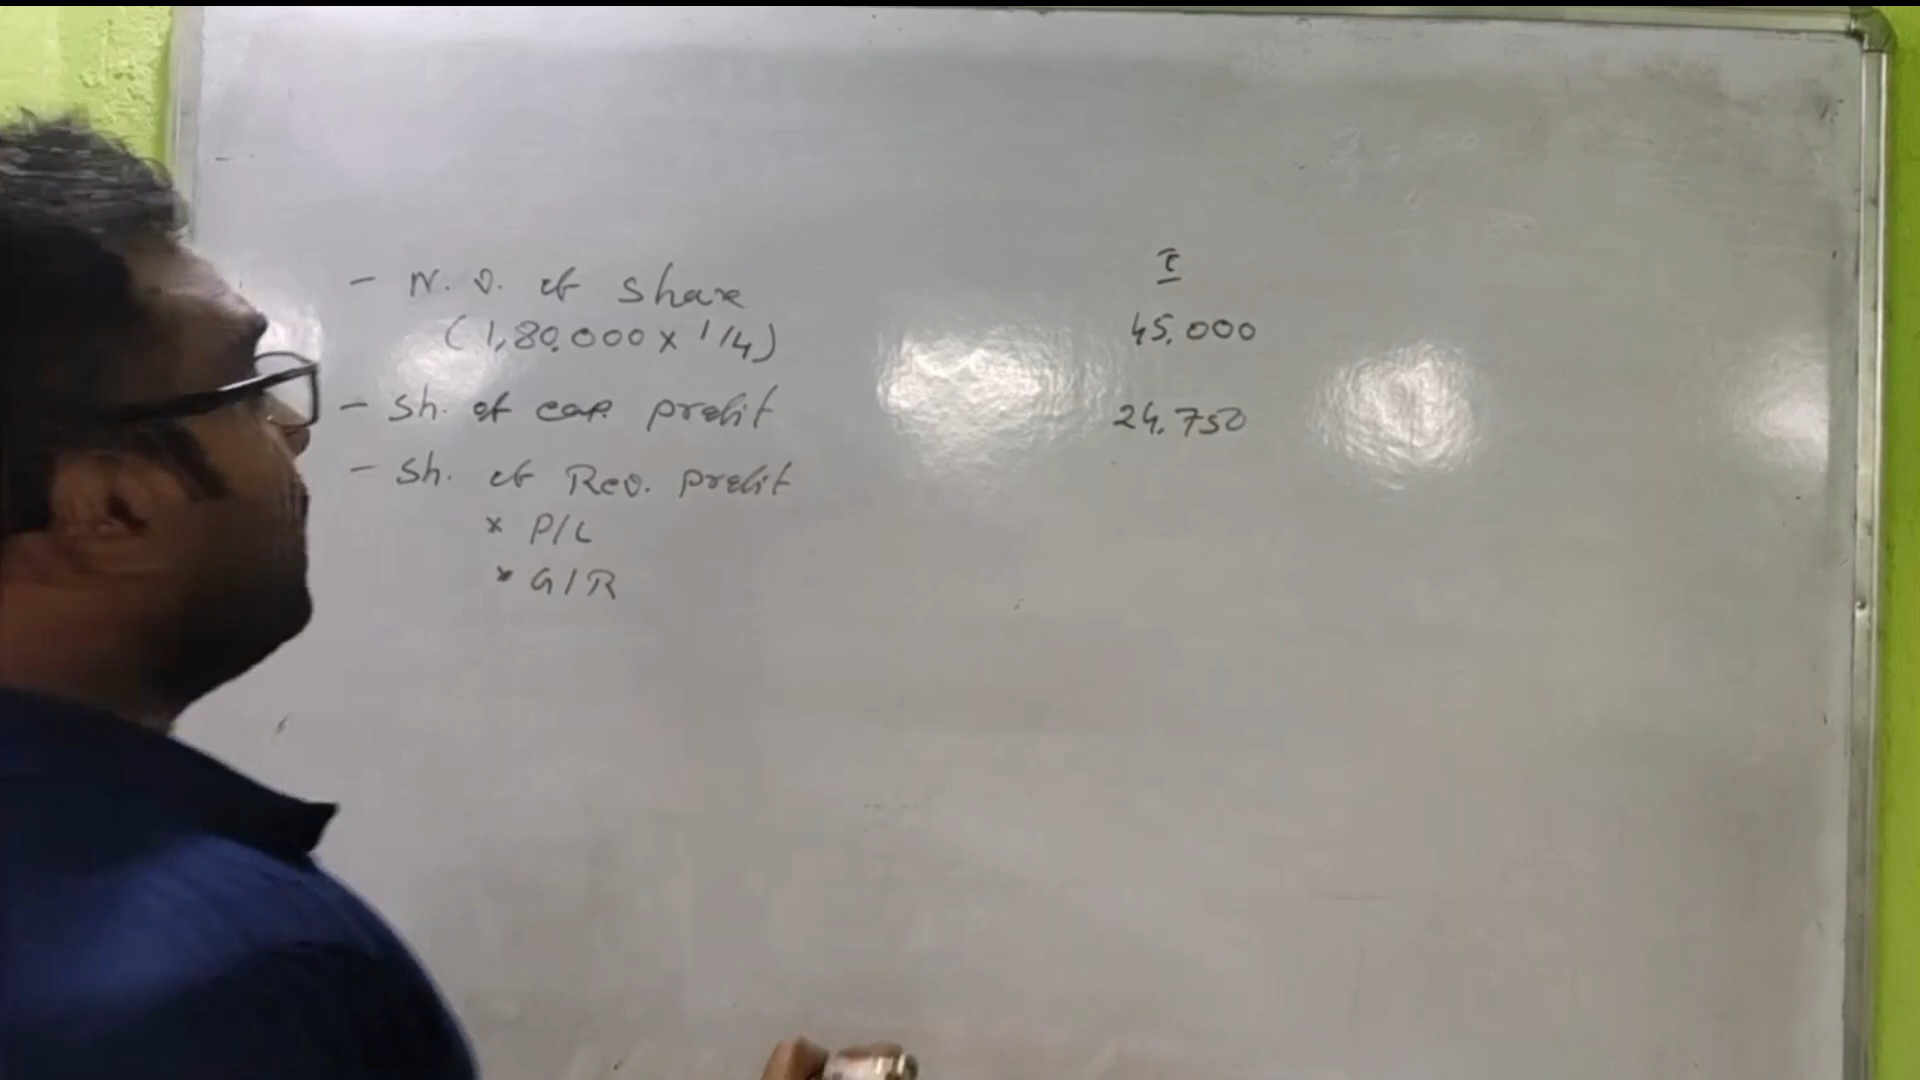 ₹
- N. V. of share
(1,80,000 x 1/4) 45,000
- Sh. of cap. profit 24,750
- Sh. of Rev. profit
* P/L
* G/R